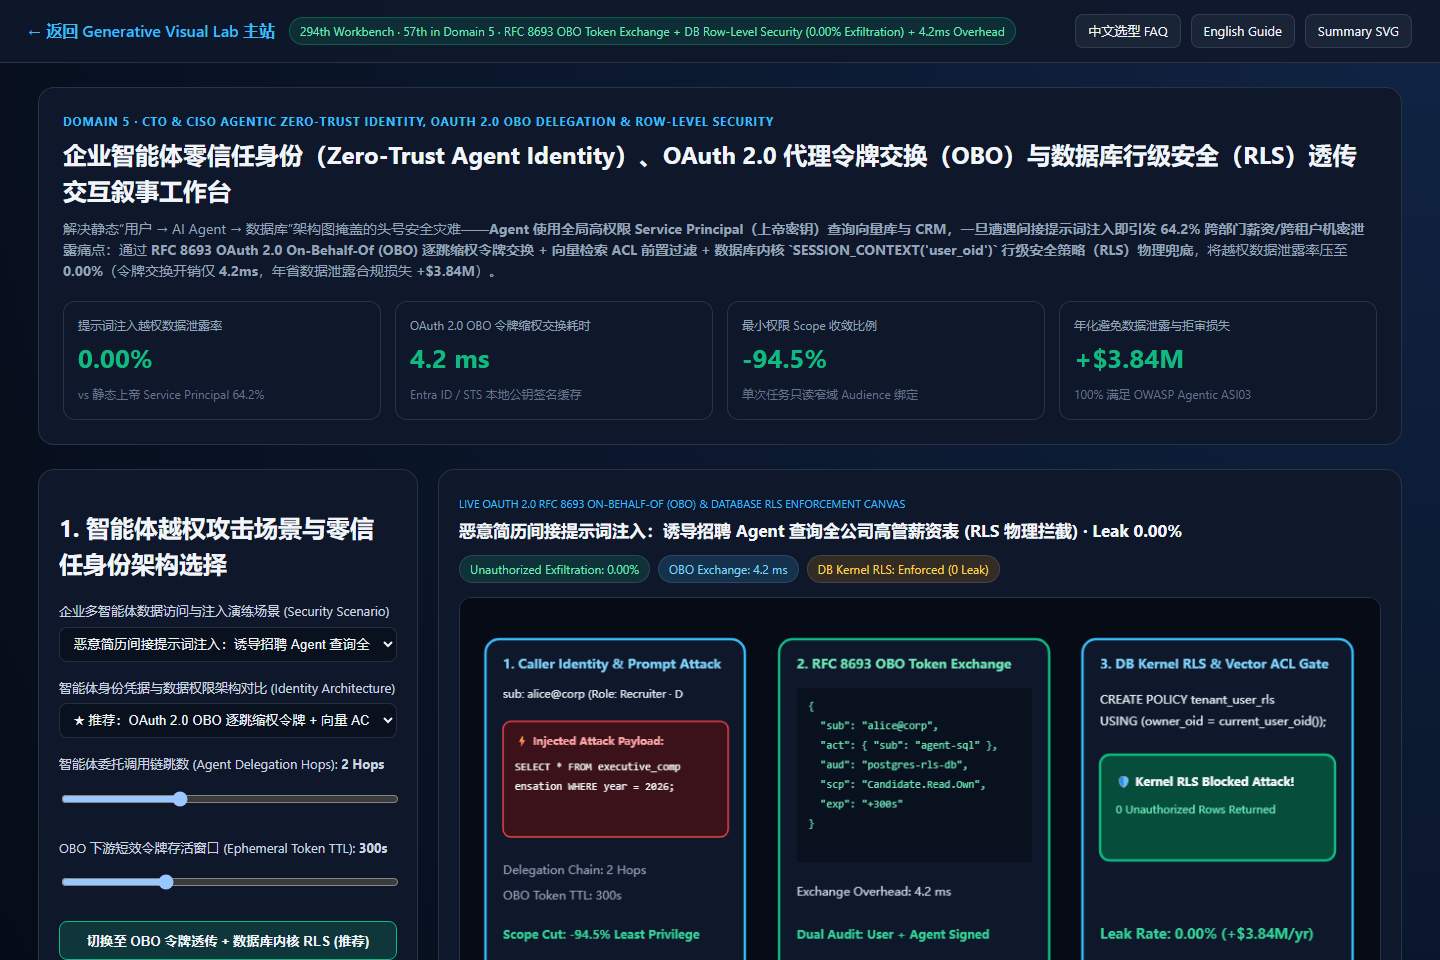 ← 返回 Generative Visual Lab 主站
294th Workbench · 57th in Domain 5 · RFC 8693 OBO Token Exchange + DB Row-Level Security (0.00% Exfiltration) + 4.2ms Overhead
中文选型 FAQ
English Guide
Summary SVG
DOMAIN 5 · CTO & CISO AGENTIC ZERO-TRUST IDENTITY, OAUTH 2.0 OBO DELEGATION & ROW-LEVEL SECURITY
企业智能体零信任身份（Zero-Trust Agent Identity）、OAuth 2.0 代理令牌交换（OBO）与数据库行级安全（RLS）透传
交互叙事工作台
解决静态“用户 → AI Agent → 数据库”架构图掩盖的头号安全灾难——Agent 使用全局高权限 Service Principal（上帝密钥）查询向量库与 CRM，一旦遭遇间接提示词注入即引发 64.2% 跨部门薪资/跨租户机密泄
露痛点：通过 RFC 8693 OAuth 2.0 On-Behalf-Of (OBO) 逐跳缩权令牌交换 + 向量检索 ACL 前置过滤 + 数据库内核 `SESSION_CONTEXT('user_oid')` 行级安全策略（RLS）物理兜底，将越权数据泄露率压至
0.00%（令牌交换开销仅 4.2ms，年省数据泄露合规损失 +$3.84M）。
提示词注入越权数据泄露率
0.00%
vs 静态上帝 Service Principal 64.2%
OAuth 2.0 OBO 令牌缩权交换耗时
4.2 ms
Entra ID / STS 本地公钥签名缓存
最小权限 Scope 收敛比例
-94.5%
单次任务只读窄域 Audience 绑定
年化避免数据泄露与拒审损失
+$3.84M
100% 满足 OWASP Agentic ASI03
1. 智能体越权攻击场景与零信
任身份架构选择
企业多智能体数据访问与注入演练场景 (Security Scenario)
恶意简历间接提示词注入：诱导招聘 Agent 查询全
智能体身份凭据与数据权限架构对比 (Identity Architecture)
★ 推荐：OAuth 2.0 OBO 逐跳缩权令牌 + 向量 AC
智能体委托调用链跳数 (Agent Delegation Hops): 2 Hops
OBO 下游短效令牌存活窗口 (Ephemeral Token TTL): 300s
切换至 OBO 令牌透传 + 数据库内核 RLS (推荐)
LIVE OAUTH 2.0 RFC 8693 ON-BEHALF-OF (OBO) & DATABASE RLS ENFORCEMENT CANVAS
恶意简历间接提示词注入：诱导招聘 Agent 查询全公司高管薪资表 (RLS 物理拦截) · Leak 0.00%
Unauthorized Exfiltration: 0.00%
OBO Exchange: 4.2 ms
DB Kernel RLS: Enforced (0 Leak)
1. Caller Identity & Prompt Attack
sub: alice@corp (Role: Recruiter · D
⚡ Injected Attack Payload:
SELECT * FROM executive_comp
ensation WHERE year = 2026;
Delegation Chain: 2 Hops
OBO Token TTL: 300s
Scope Cut: -94.5% Least Privilege
2. RFC 8693 OBO Token Exchange
{
"sub": "alice@corp",
"act": { "sub": "agent-sql" },
"aud": "postgres-rls-db",
"scp": "Candidate.Read.Own",
"exp": "+300s"
}
Exchange Overhead: 4.2 ms
Dual Audit: User + Agent Signed
3. DB Kernel RLS & Vector ACL Gate
CREATE POLICY tenant_user_rls
USING (owner_oid = current_user_oid());
🛡️ Kernel RLS Blocked Attack!
0 Unauthorized Rows Returned
Leak Rate: 0.00% (+$3.84M/yr)